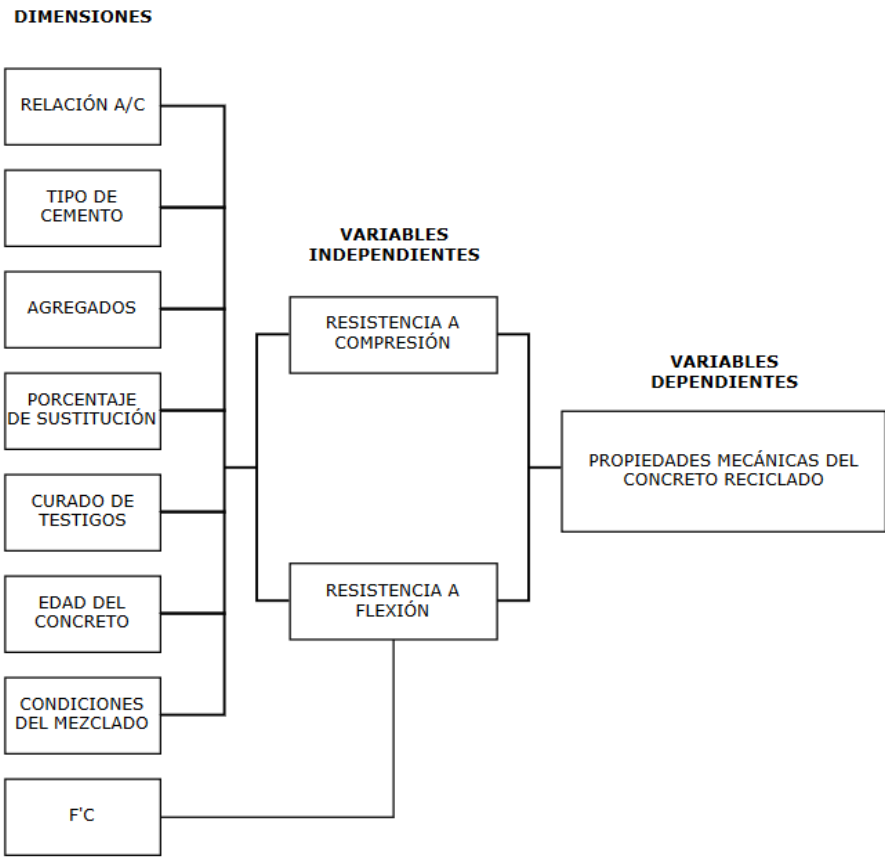 DIMENSIONES
RELACIÓN A/C
TIPO DE
CEMENTO
AGREGADOS
PORCENTAJE
DE SUSTITUCIÓN
CURADO DE
TESTIGOS
EDAD DEL
CONCRETO
CONDICIONES
DEL MEZCLADO
F'C
VARIABLES
INDEPENDIENTES
RESISTENCIA A
COMPRESIÓN
RESISTENCIA A
FLEXIÓN
VARIABLES
DEPENDIENTES
PROPIEDADES MECÁNICAS DEL
CONCRETO RECICLADO